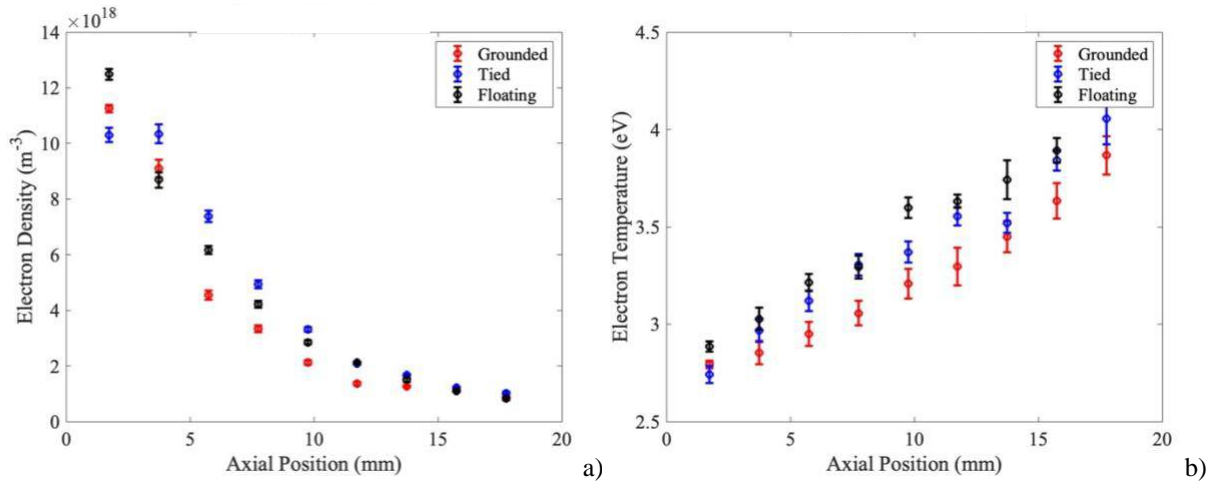 ×10^18
14
12
10
8
6
4
2
0
0 5 10 15 20
Electron Density (m^-3)
Axial Position (mm)
Grounded
Tied
Floating
a)
4.5
4
3.5
3
2.5
0 5 10 15 20
Electron Temperature (eV)
Axial Position (mm)
Grounded
Tied
Floating
b)